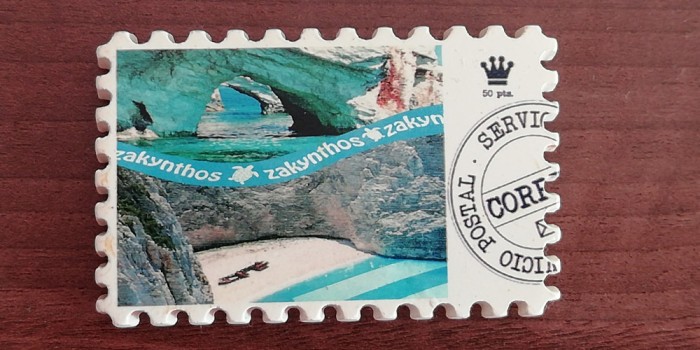 zakynthos zakynthos zakyn
50 pts.
SERVIC
CORR
VICIO POSTAL